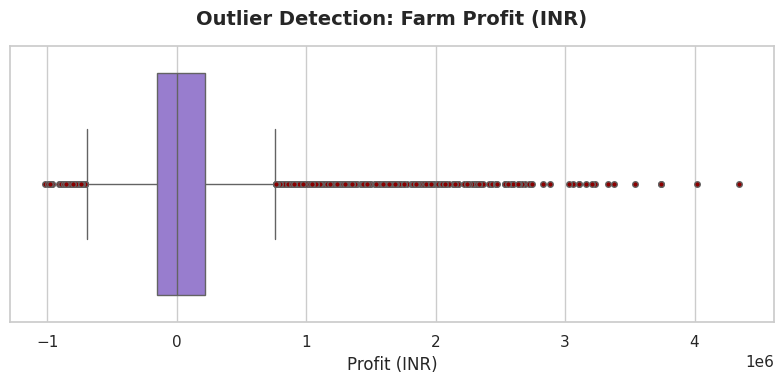 Outlier Detection: Farm Profit (INR)
−1 0 1 2 3 4
1e6
Profit (INR)